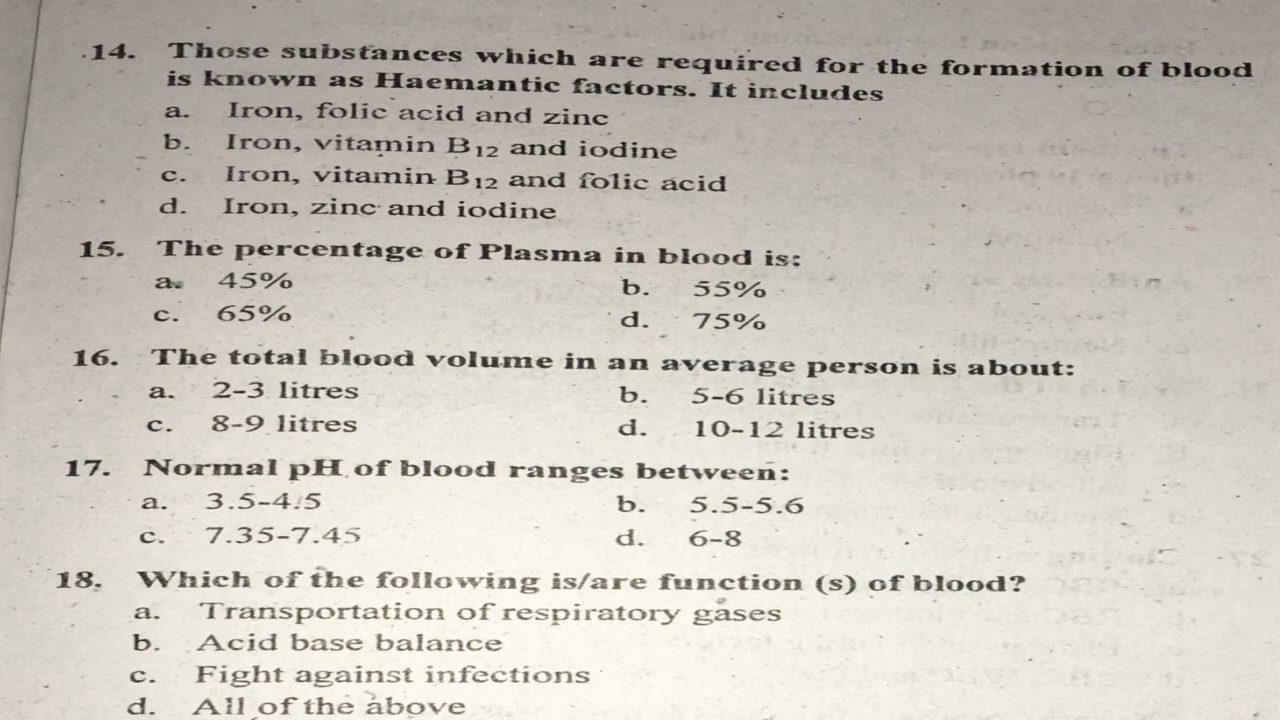 14. Those substances which are required for the formation of blood
is known as Haemantic factors. It includes
a. Iron, folic acid and zinc
b. Iron, vitamin B12 and iodine
c. Iron, vitamin B12 and folic acid
d. Iron, zinc and iodine
15. The percentage of Plasma in blood is:
a. 45% b. 55%
c. 65% d. 75%
16. The total blood volume in an average person is about:
a. 2-3 litres b. 5-6 litres
c. 8-9 litres d. 10-12 litres
17. Normal pH of blood ranges between:
a. 3.5-4.5 b. 5.5-5.6
c. 7.35-7.45 d. 6-8
18. Which of the following is/are function (s) of blood?
a. Transportation of respiratory gases
b. Acid base balance
c. Fight against infections
d. All of the above